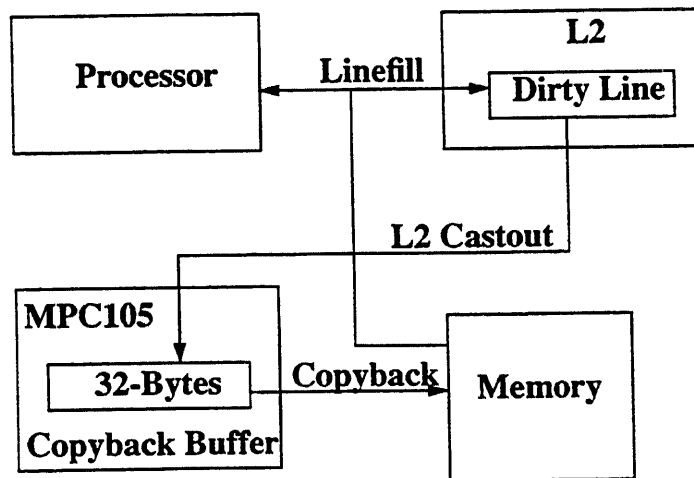 L2
Processor
Linefill
Dirty Line
L2 Castout
MPC105
32-Bytes
Copyback
Memory
Copyback Buffer